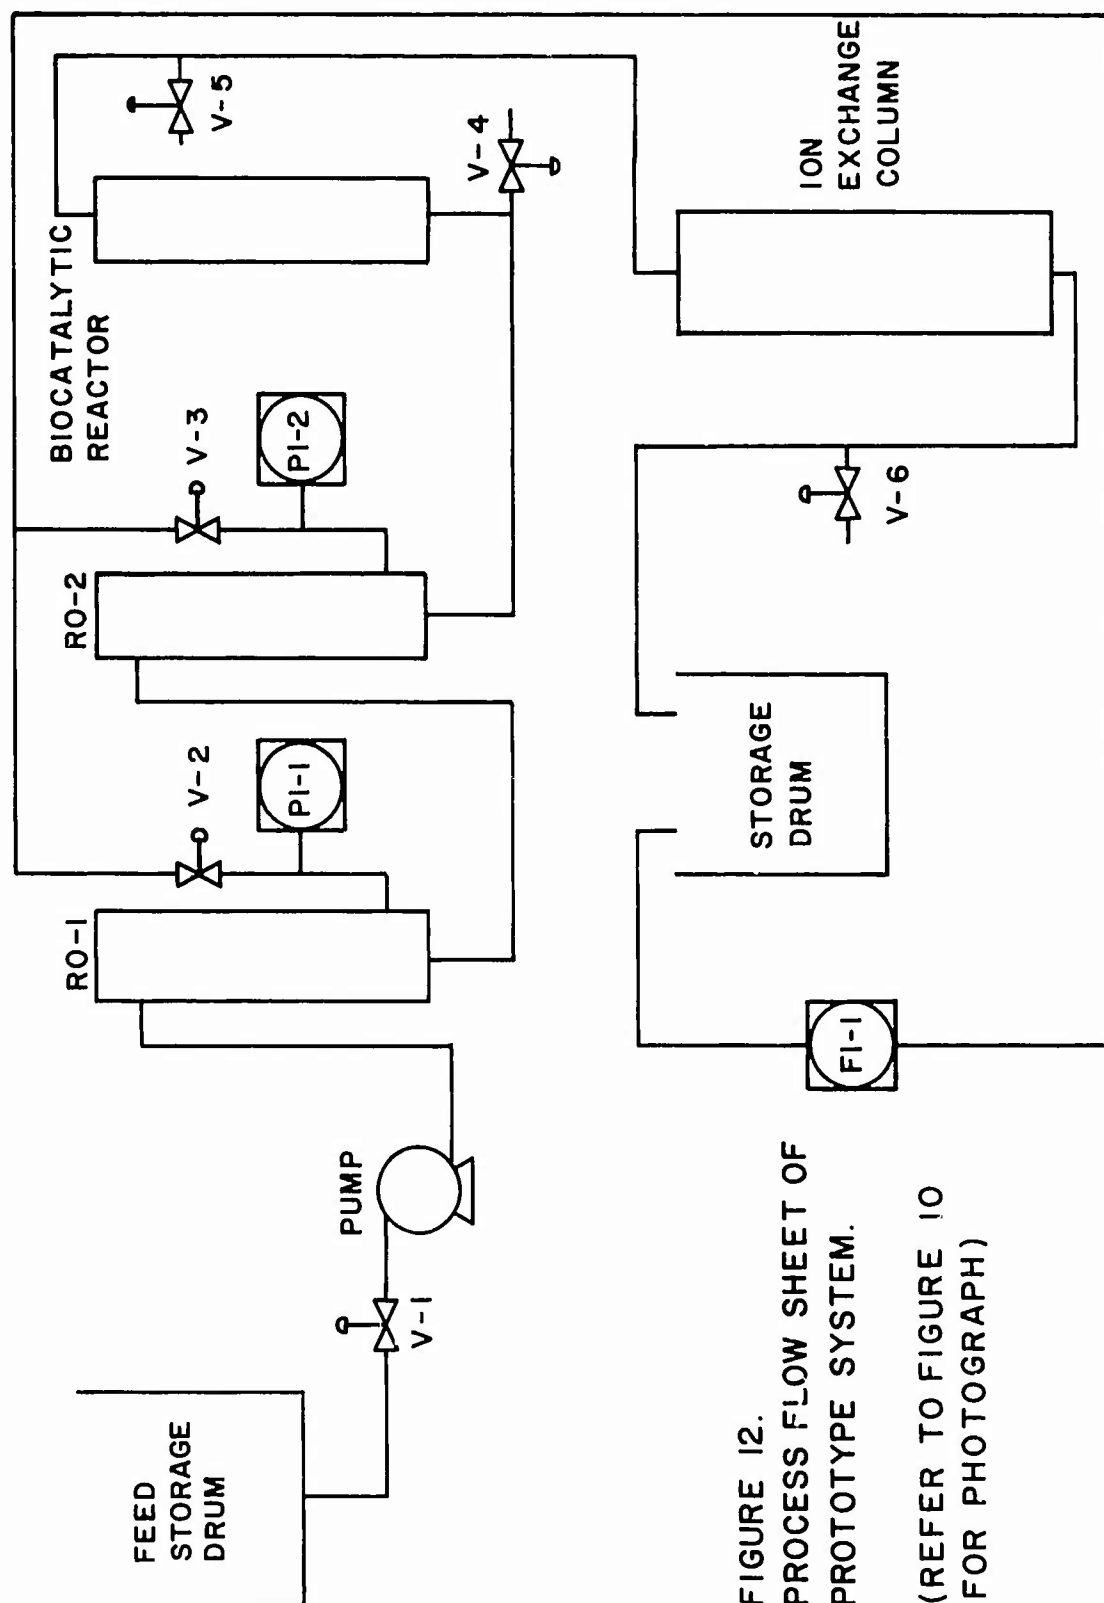 FEED
STORAGE
DRUM
V-1
PUMP
RO-1
V-2
PI-1
RO-2
V-3
PI-2
BIOCATALYTIC
REACTOR
V-5
V-4
FI-1
STORAGE
DRUM
V-6
ION
EXCHANGE
COLUMN
FIGURE 12.
PROCESS FLOW SHEET OF
PROTOTYPE SYSTEM.
(REFER TO FIGURE 10
FOR PHOTOGRAPH)